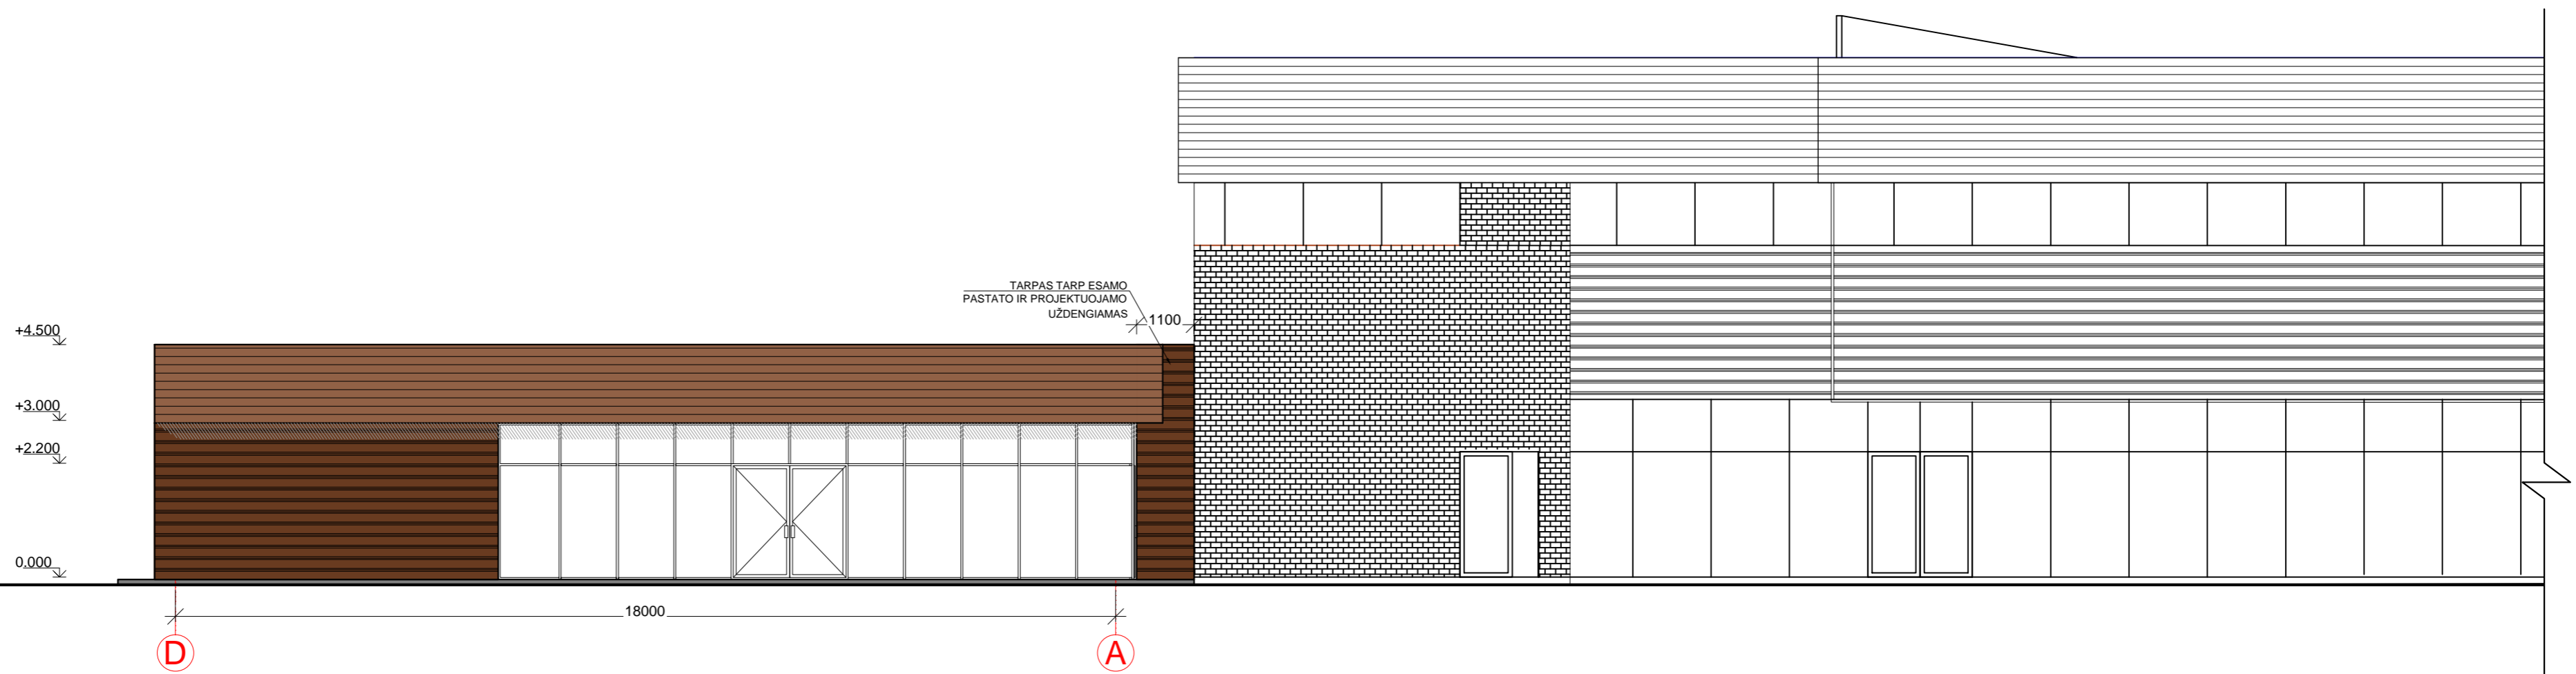 TARPAS TARP ESAMO
PASTATO IR PROJEKTUOJAMO
UŽDENGIAMAS
1100
+4.500
+3.000
+2.200
0.000
18000
D
A